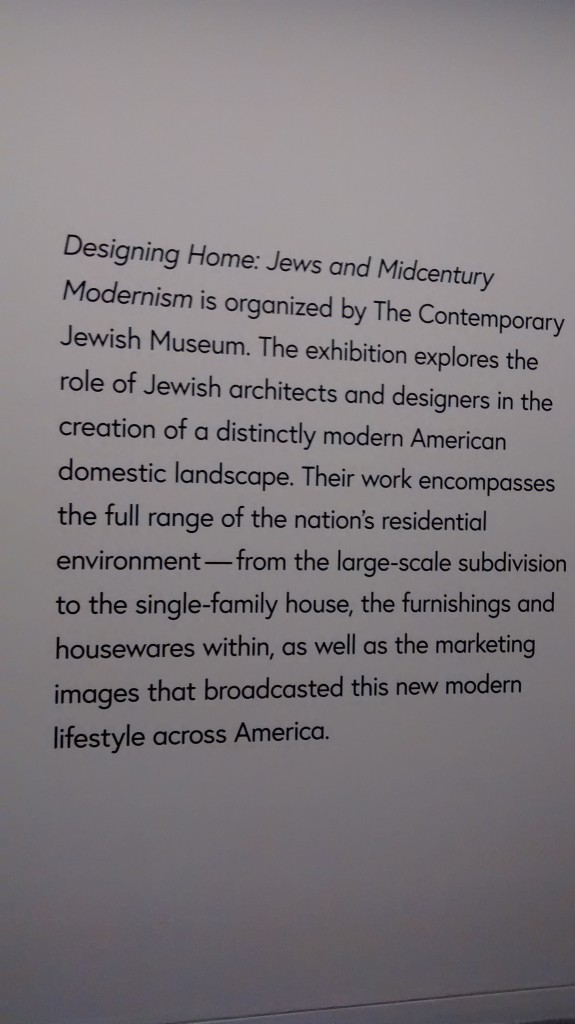 Designing Home: Jews and Midcentury
Modernism is organized by The Contemporary
Jewish Museum. The exhibition explores the
role of Jewish architects and designers in the
creation of a distinctly modern American
domestic landscape. Their work encompasses
the full range of the nation's residential
environment — from the large-scale subdivision
to the single-family house, the furnishings and
housewares within, as well as the marketing
images that broadcasted this new modern
lifestyle across America.